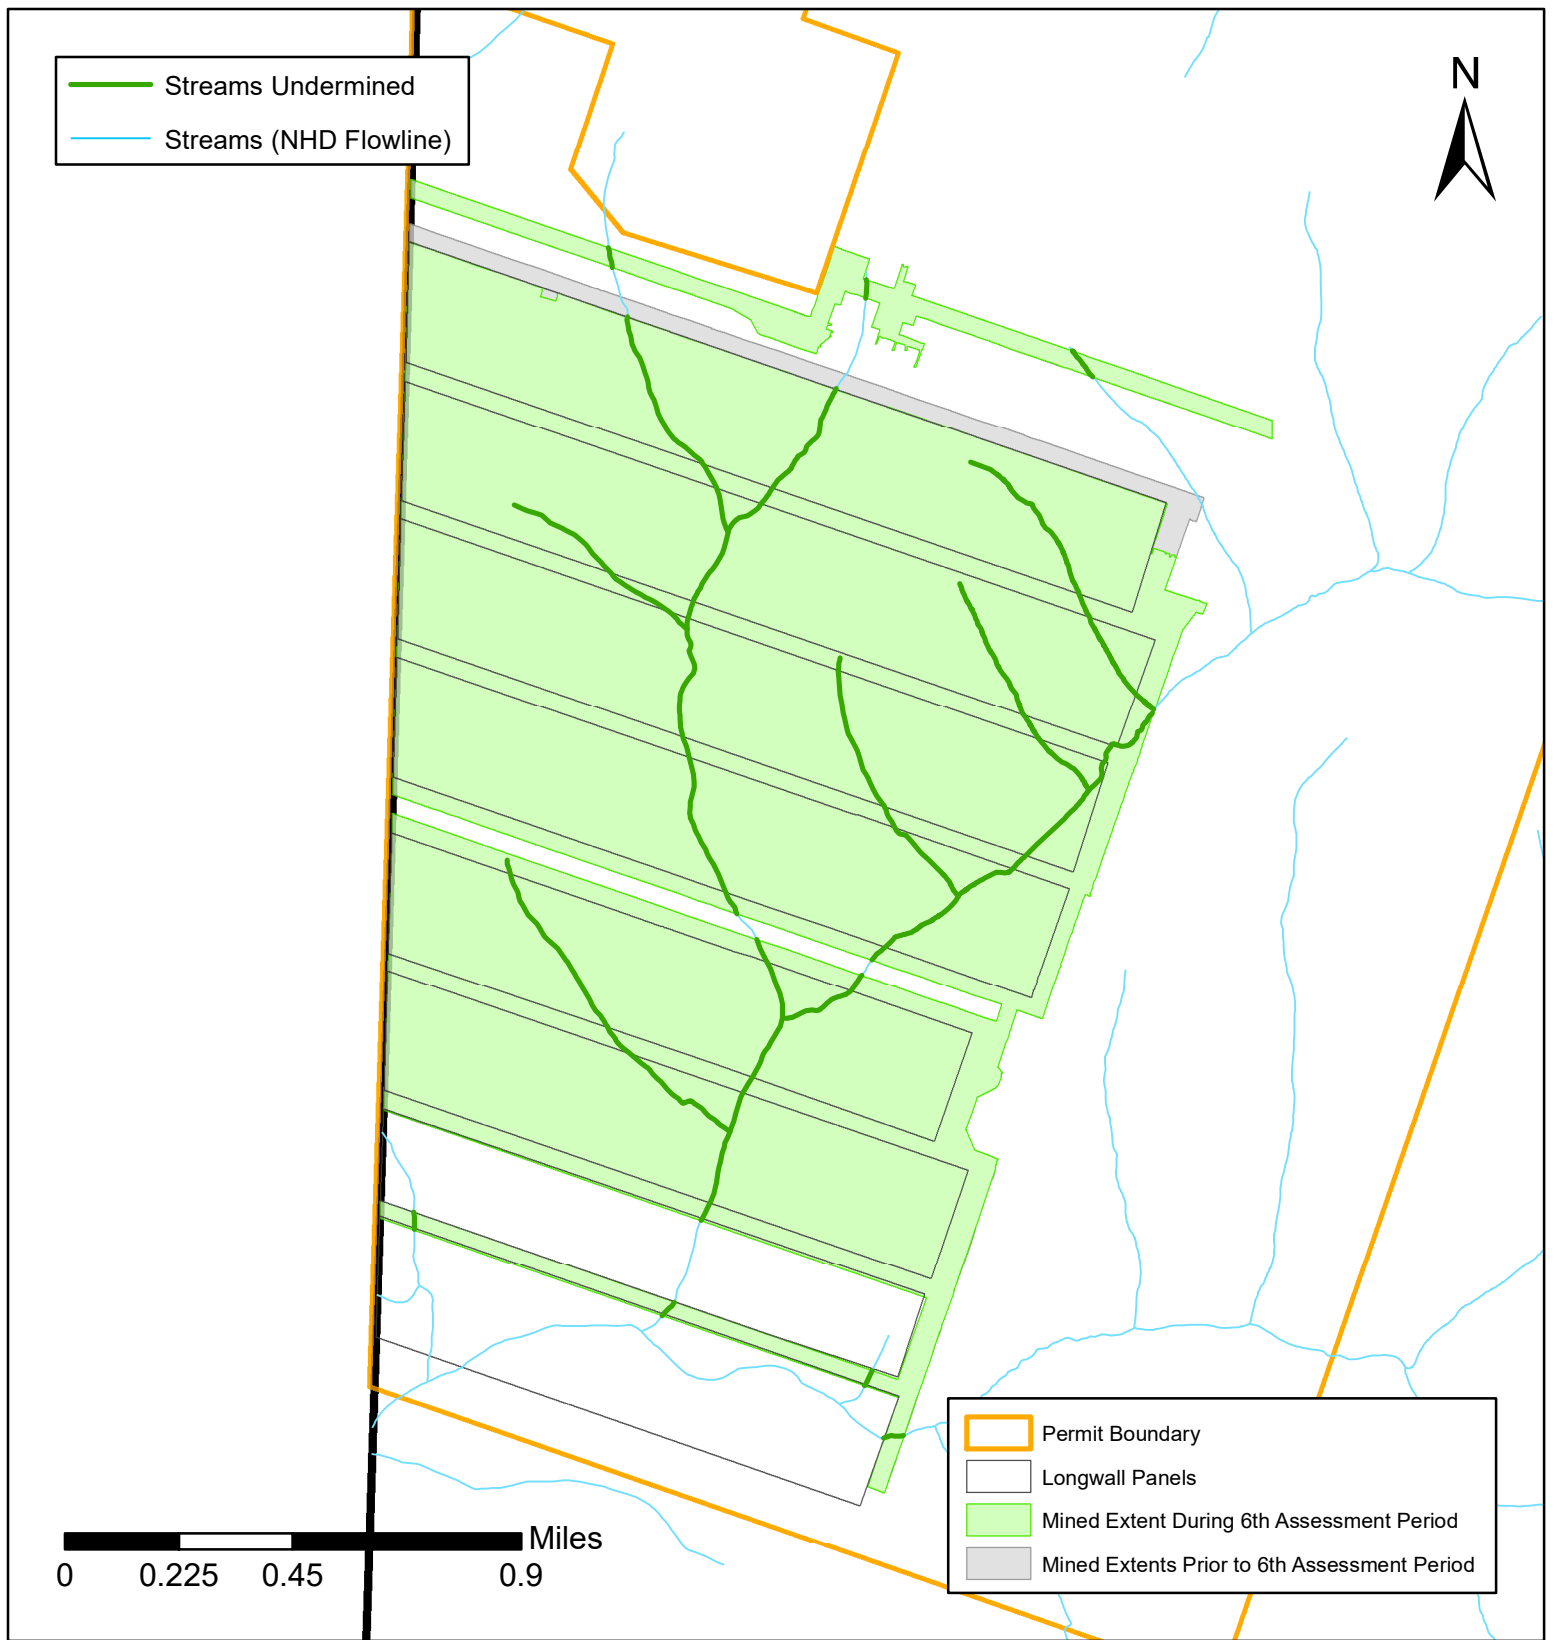 Streams Undermined
Streams (NHD Flowline)
N
Permit Boundary
Longwall Panels
Mined Extent During 6th Assessment Period
Mined Extents Prior to 6th Assessment Period
Miles
0 0.225 0.45 0.9